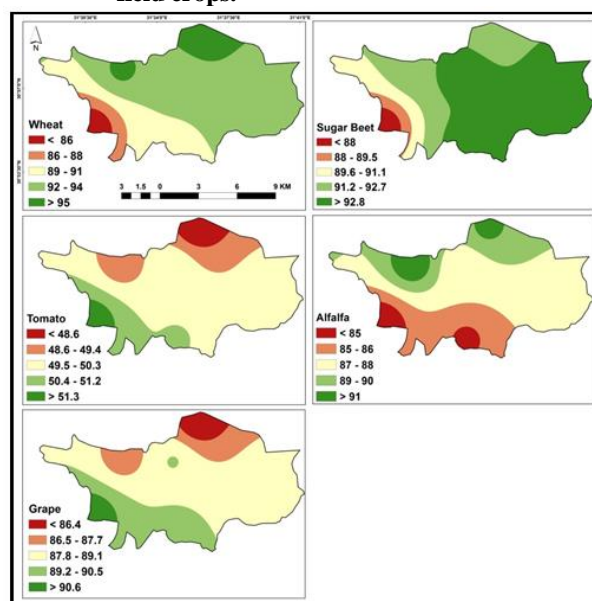 field crops.
N
Wheat
< 86
86 - 88
89 - 91
92 - 94
> 95
3 1.5 0 3 6 9 KM
Sugar Beet
< 88
88 - 89.5
89.6 - 91.1
91.2 - 92.7
> 92.8
Tomato
< 48.6
48.6 - 49.4
49.5 - 50.3
50.4 - 51.2
> 51.3
Alfalfa
< 85
85 - 86
87 - 88
89 - 90
> 91
Grape
< 86.4
86.5 - 87.7
87.8 - 89.1
89.2 - 90.5
> 90.6